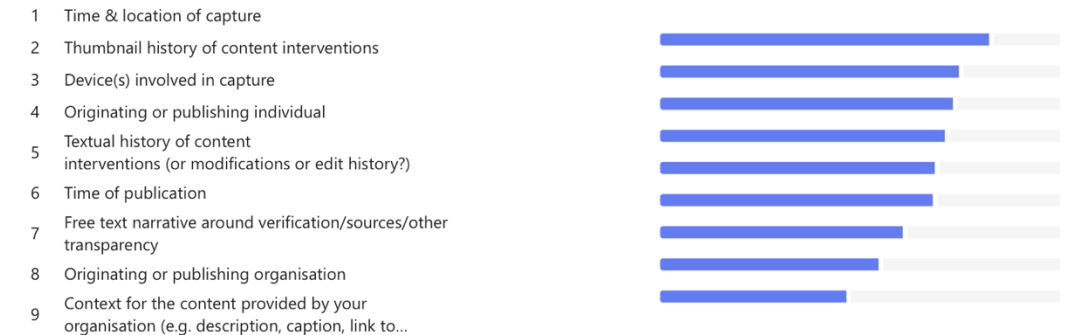 1 Time & location of capture
2 Thumbnail history of content interventions
3 Device(s) involved in capture
4 Originating or publishing individual
5 Textual history of content
interventions (or modifications or edit history?)
6 Time of publication
7 Free text narrative around verification/sources/other
transparency
8 Originating or publishing organisation
9 Context for the content provided by your
organisation (e.g. description, caption, link to...